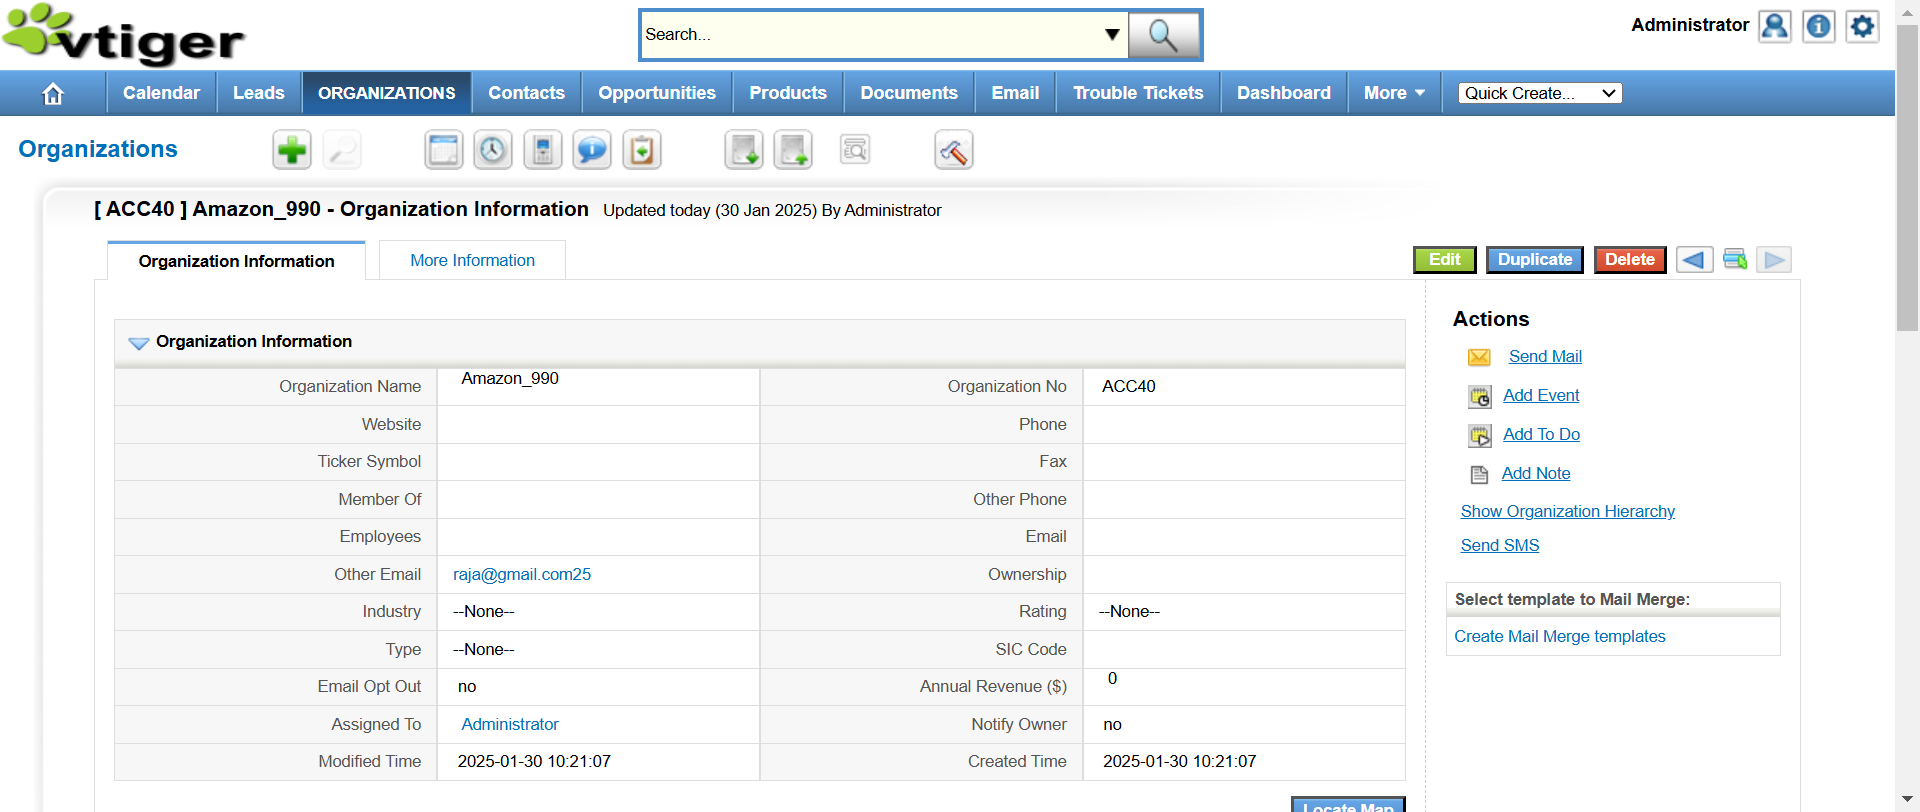 vtiger
Search...
Administrator
Calendar Leads ORGANIZATIONS Contacts Opportunities Products Documents Email Trouble Tickets Dashboard More Quick Create...
Organizations
[ ACC40 ] Amazon_990 - Organization Information Updated today (30 Jan 2025) By Administrator
Organization Information More Information Edit Duplicate Delete
Organization Information
Organization Name Amazon_990 Organization No ACC40
Website Phone
Ticker Symbol Fax
Member Of Other Phone
Employees Email
Other Email raja@gmail.com25 Ownership
Industry --None-- Rating --None--
Type --None-- SIC Code
Email Opt Out no Annual Revenue ($) 0
Assigned To Administrator Notify Owner no
Modified Time 2025-01-30 10:21:07 Created Time 2025-01-30 10:21:07
Locate Map
Actions
Send Mail
Add Event
Add To Do
Add Note
Show Organization Hierarchy
Send SMS
Select template to Mail Merge:
Create Mail Merge templates